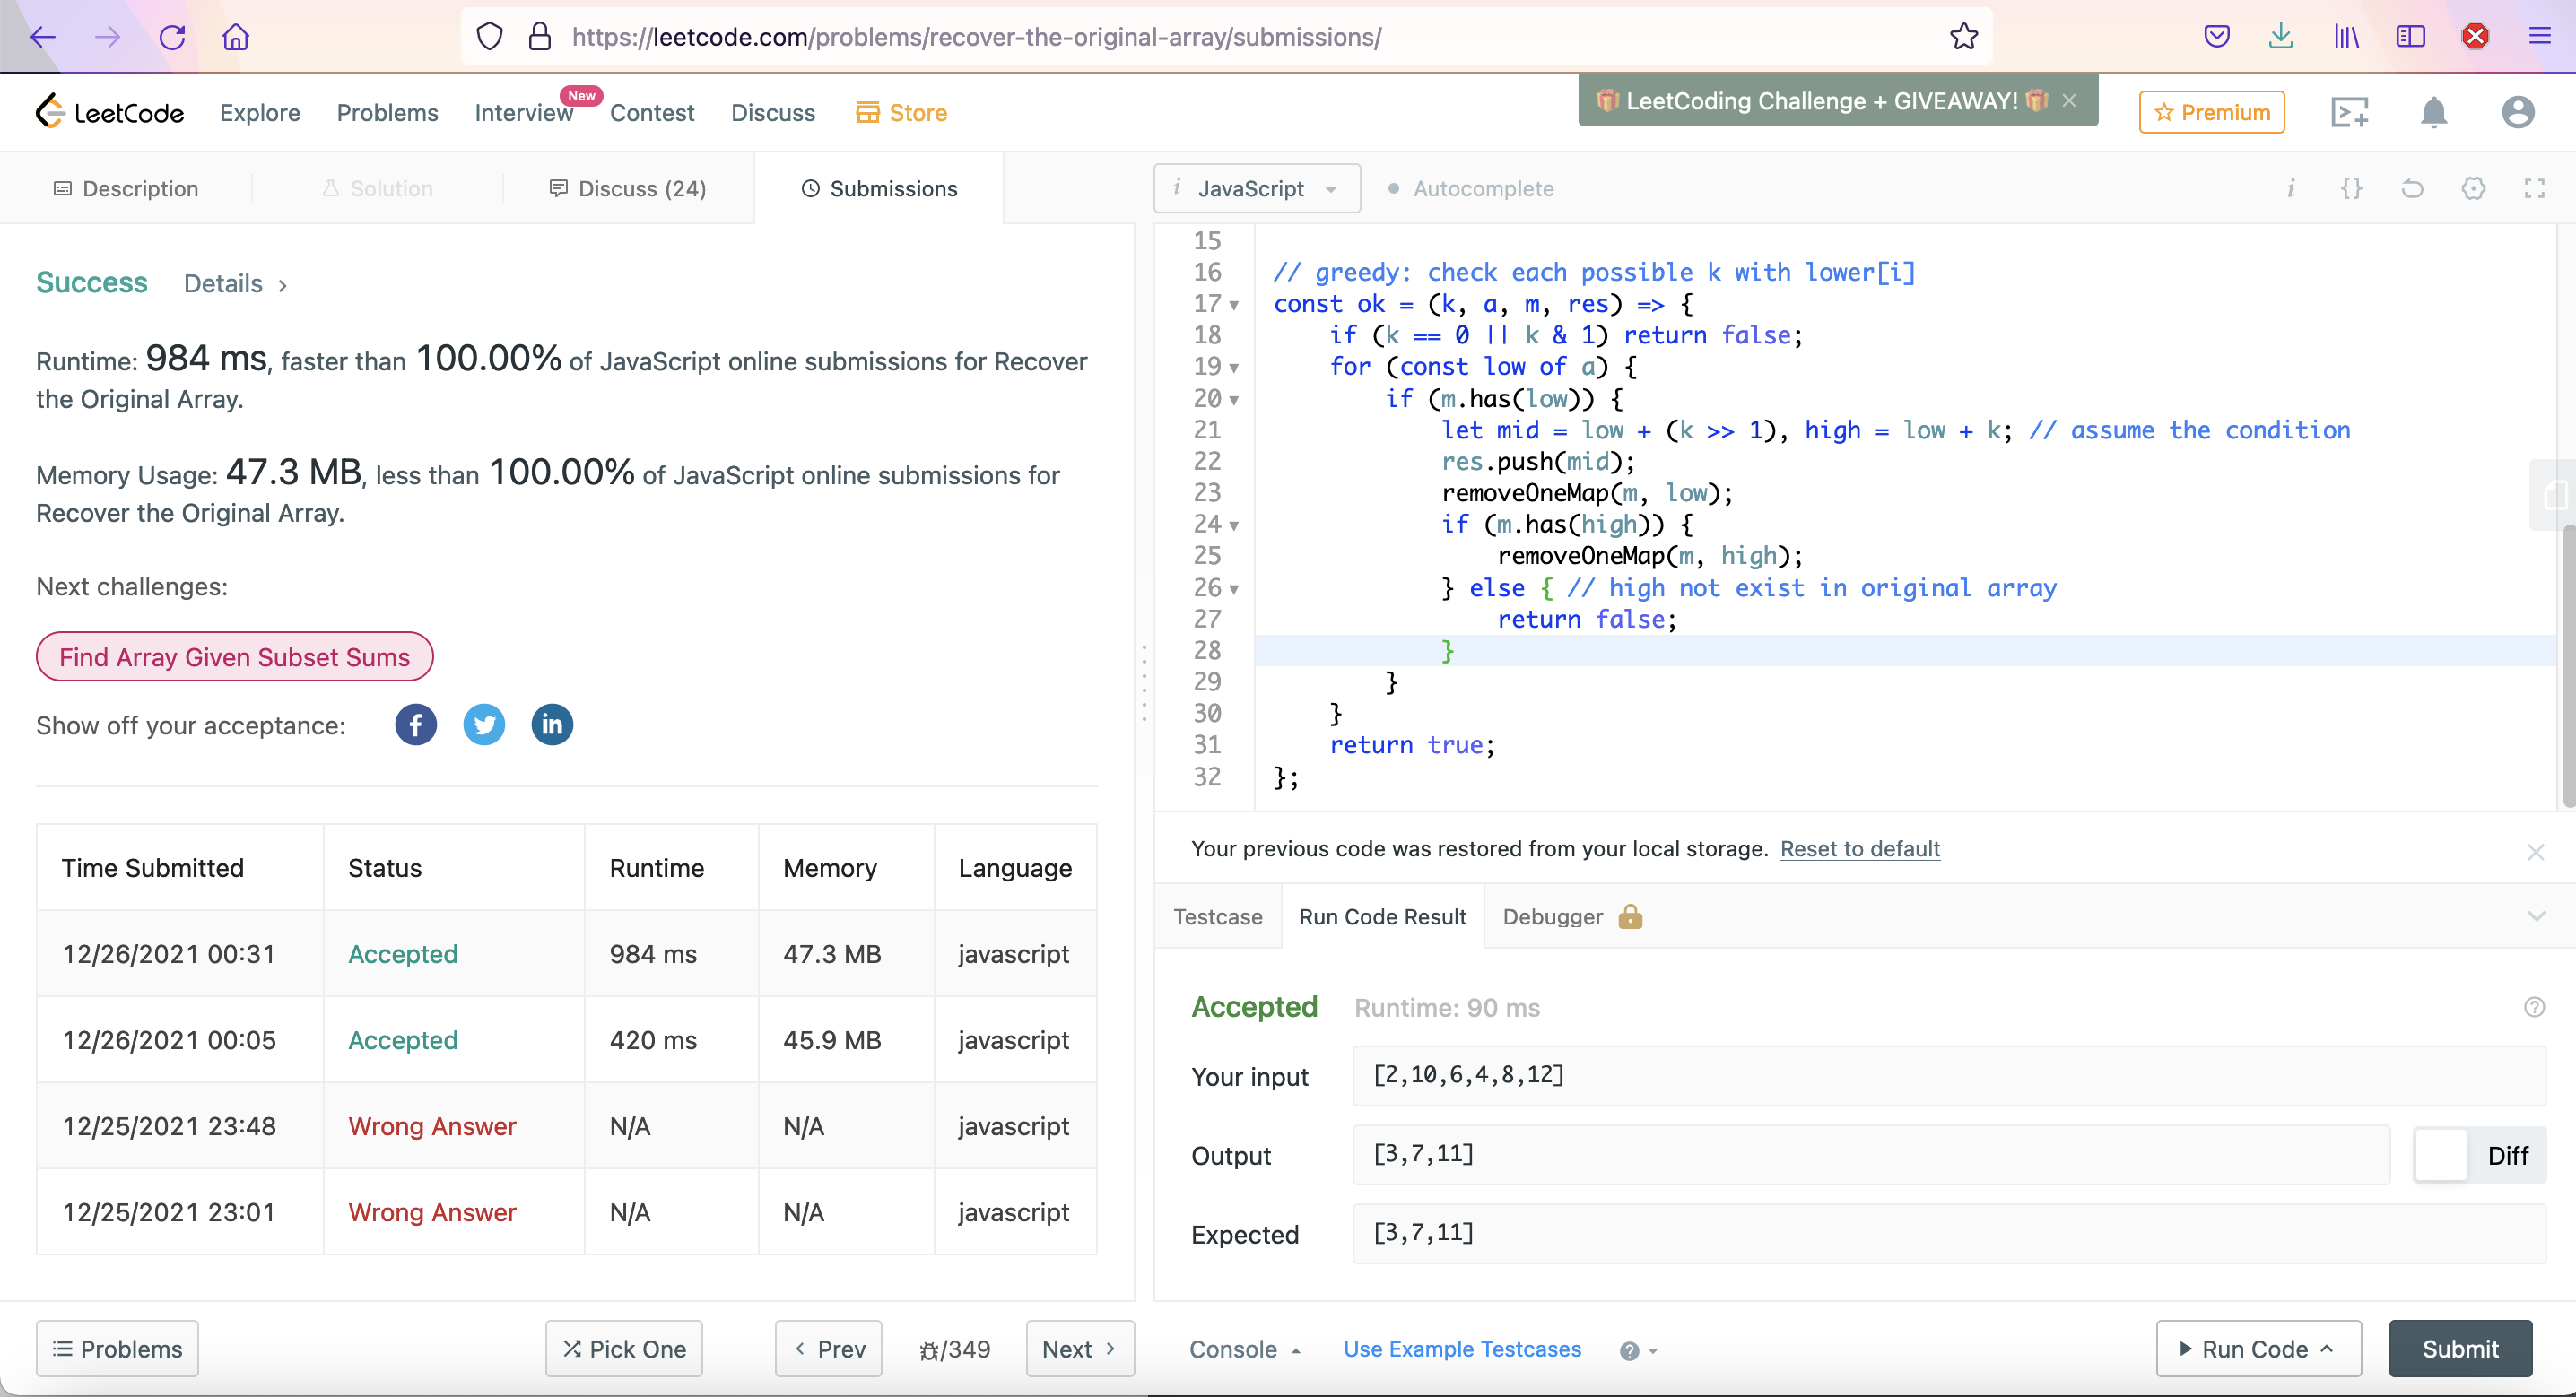 https://leetcode.com/problems/recover-the-original-array/submissions/
LeetCode Explore Problems Interview New Contest Discuss Store LeetCoding Challenge + GIVEAWAY! Premium
Description Solution Discuss (24) Submissions
i JavaScript Autocomplete i {}
Success Details
Runtime: 984 ms, faster than 100.00% of JavaScript online submissions for Recover
the Original Array.
Memory Usage: 47.3 MB, less than 100.00% of JavaScript online submissions for
Recover the Original Array.
Next challenges:
Find Array Given Subset Sums
Show off your acceptance:
Time Submitted Status Runtime Memory Language
12/26/2021 00:31 Accepted 984 ms 47.3 MB javascript
12/26/2021 00:05 Accepted 420 ms 45.9 MB javascript
12/25/2021 23:48 Wrong Answer N/A N/A javascript
12/25/2021 23:01 Wrong Answer N/A N/A javascript
Problems Pick One Prev /349 Next
15
16 // greedy: check each possible k with lower[i]
17 const ok = (k, a, m, res) => {
18 if (k == 0 || k & 1) return false;
19 for (const low of a) {
20 if (m.has(low)) {
21 let mid = low + (k >> 1), high = low + k; // assume the condition
22 res.push(mid);
23 removeOneMap(m, low);
24 if (m.has(high)) {
25 removeOneMap(m, high);
26 } else { // high not exist in original array
27 return false;
28 }
29 }
30 }
31 return true;
32 };
Your previous code was restored from your local storage. Reset to default
Testcase Run Code Result Debugger
Accepted Runtime: 90 ms
Your input [2,10,6,4,8,12]
Output [3,7,11] Diff
Expected [3,7,11]
Console Use Example Testcases Run Code Submit